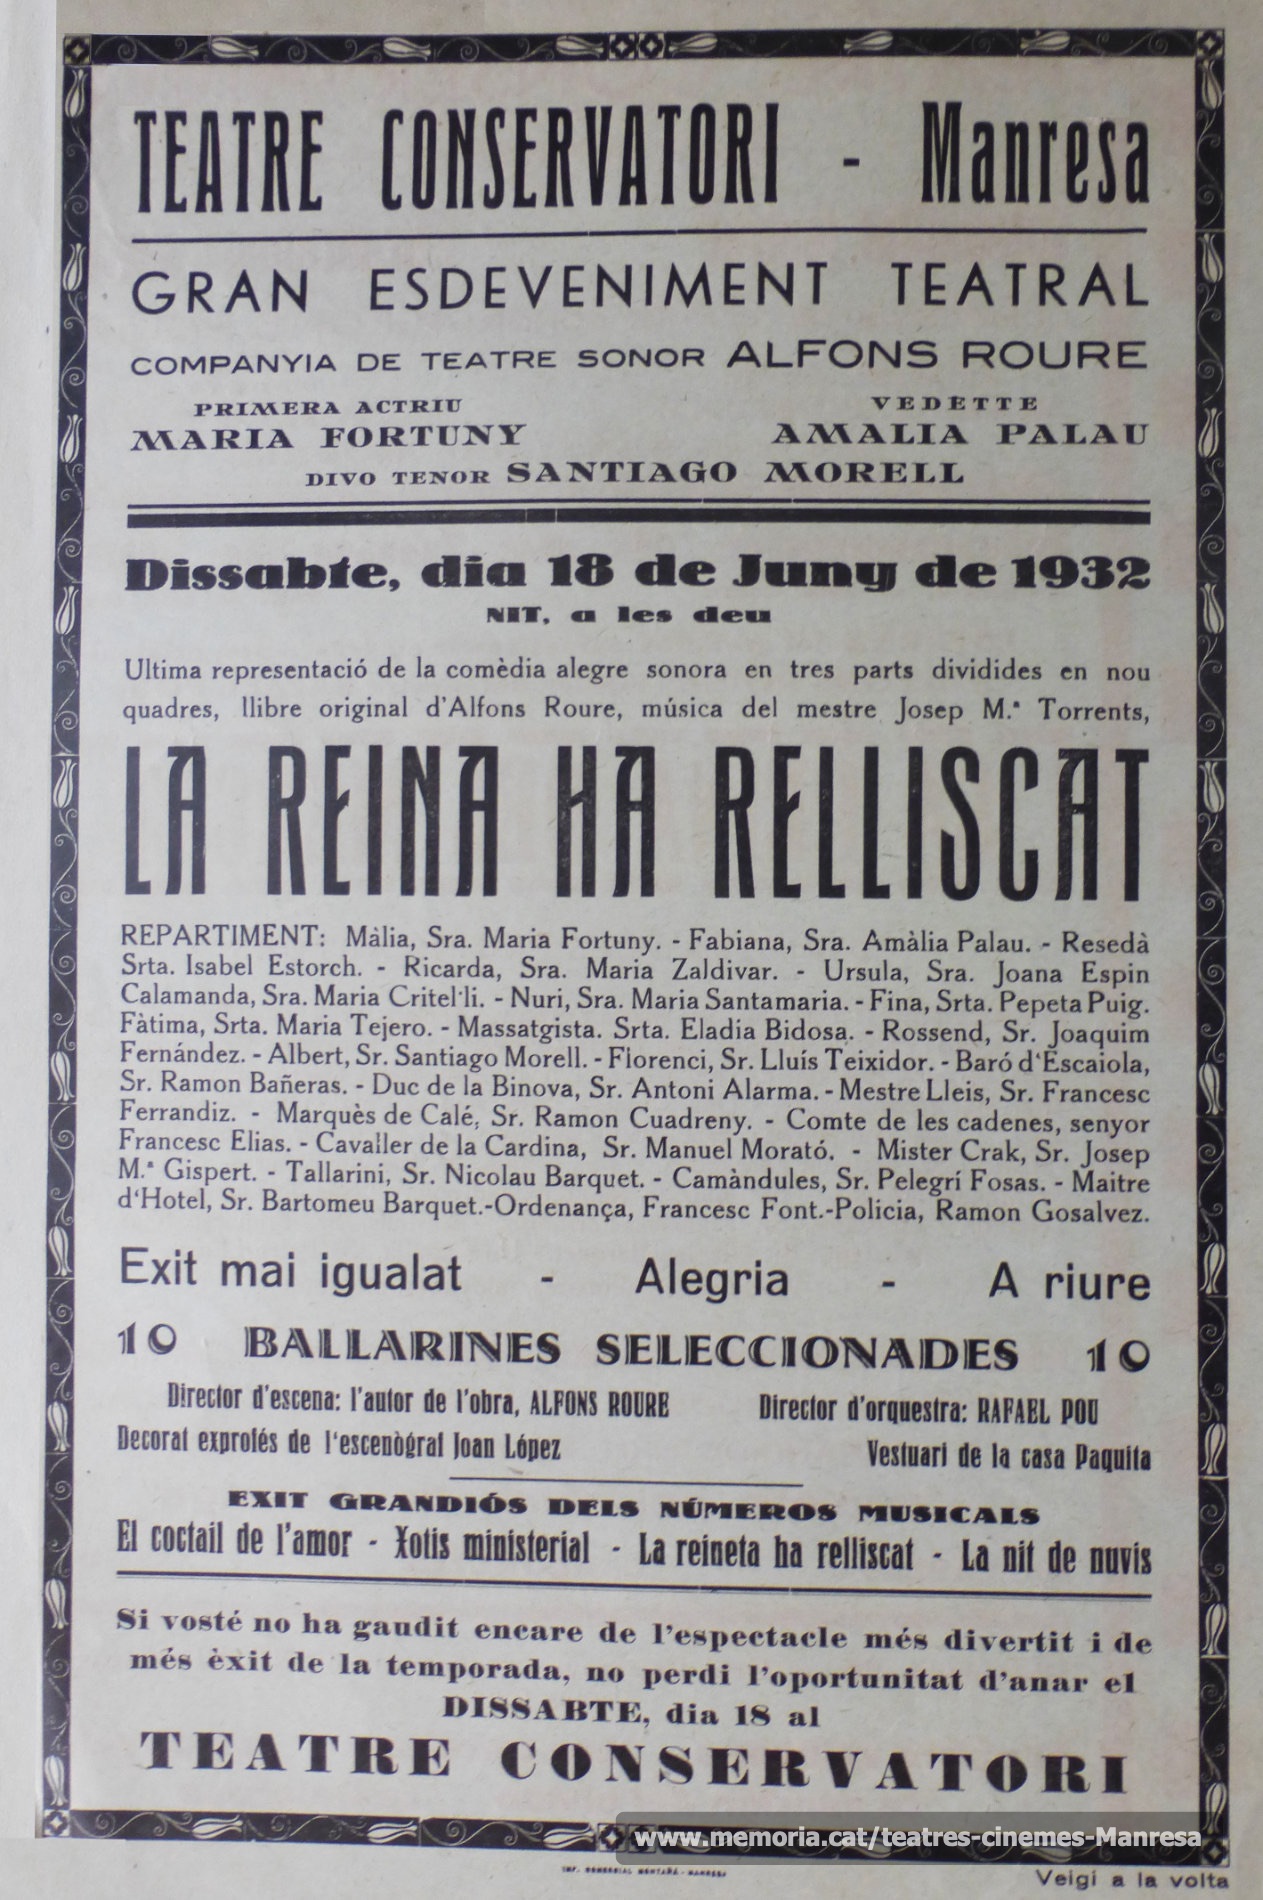 TEATRE CONSERVATORI - Manresa
GRAN ESDEVENIMENT TEATRAL
COMPANYIA DE TEATRE SONOR ALFONS ROURE
PRIMERA ACTRIU
MARIA FORTUNY
VEDETTE
AMALIA PALAU
DIVO TENOR SANTIAGO MORELL
Dissabte, dia 18 de Juny de 1932
NIT, a les deu
Ultima representació de la comèdia alegre sonora en tres parts dividides en nou
quadres, llibre original d'Alfons Roure, música del mestre Josep M.ª Torrents,
LA REINA HA RELLISCAT
REPARTIMENT: Màlia, Sra. Maria Fortuny. - Fabiana, Sra. Amàlia Palau. - Resedà
Srta. Isabel Estorch. - Ricarda, Sra. Maria Zaldivar. - Ursula, Sra. Joana Espin
Calamanda, Sra. Maria Critel·li. - Nuri, Sra. Maria Santamaria. - Fina, Srta. Pepeta Puig.
Fàtima, Srta. Maria Tejero. - Massatgista. Srta. Eladia Bidosa. - Rossend, Sr. Joaquim
Fernández. - Albert, Sr. Santiago Morell. - Florenci, Sr. Lluís Teixidor. - Baró d'Escaiola,
Sr. Ramon Bañeras. - Duc de la Binova, Sr. Antoni Alarma. - Mestre Lleis, Sr. Francesc
Ferrandiz. - Marquès de Calé, Sr. Ramon Cuadreny. - Comte de les cadenes, senyor
Francesc Elias. - Cavaller de la Cardina, Sr. Manuel Morató. - Mister Crak, Sr. Josep
M.ª Gispert. - Tallarini, Sr. Nicolau Barquet. - Camàndules, Sr. Pelegrí Fosas. - Maitre
d'Hotel, Sr. Bartomeu Barquet.-Ordenança, Francesc Font.-Policia, Ramon Gosalvez.
Exit mai igualat - Alegria - A riure
10 BALLARINES SELECCIONADES 10
Director d'escena: l'autor de l'obra, ALFONS ROURE
Director d'orquestra: RAFAEL POU
Decorat exprofés de l'escenògraf Joan López
Vestuari de la casa Paquita
EXIT GRANDIÓS DELS NÚMEROS MUSICALS
El coctail de l'amor - Xotis ministerial - La reineta ha relliscat - La nit de nuvis
Si vosté no ha gaudit encare de l'espectacle més divertit i de
més èxit de la temporada, no perdi l'oportunitat d'anar el
DISSABTE, dia 18 al
TEATRE CONSERVATORI
www.memoria.cat/teatres-cinemes-Manresa
IMP. COMERCIAL MONTAÑÀ - MANRESA
Veigi a la volta